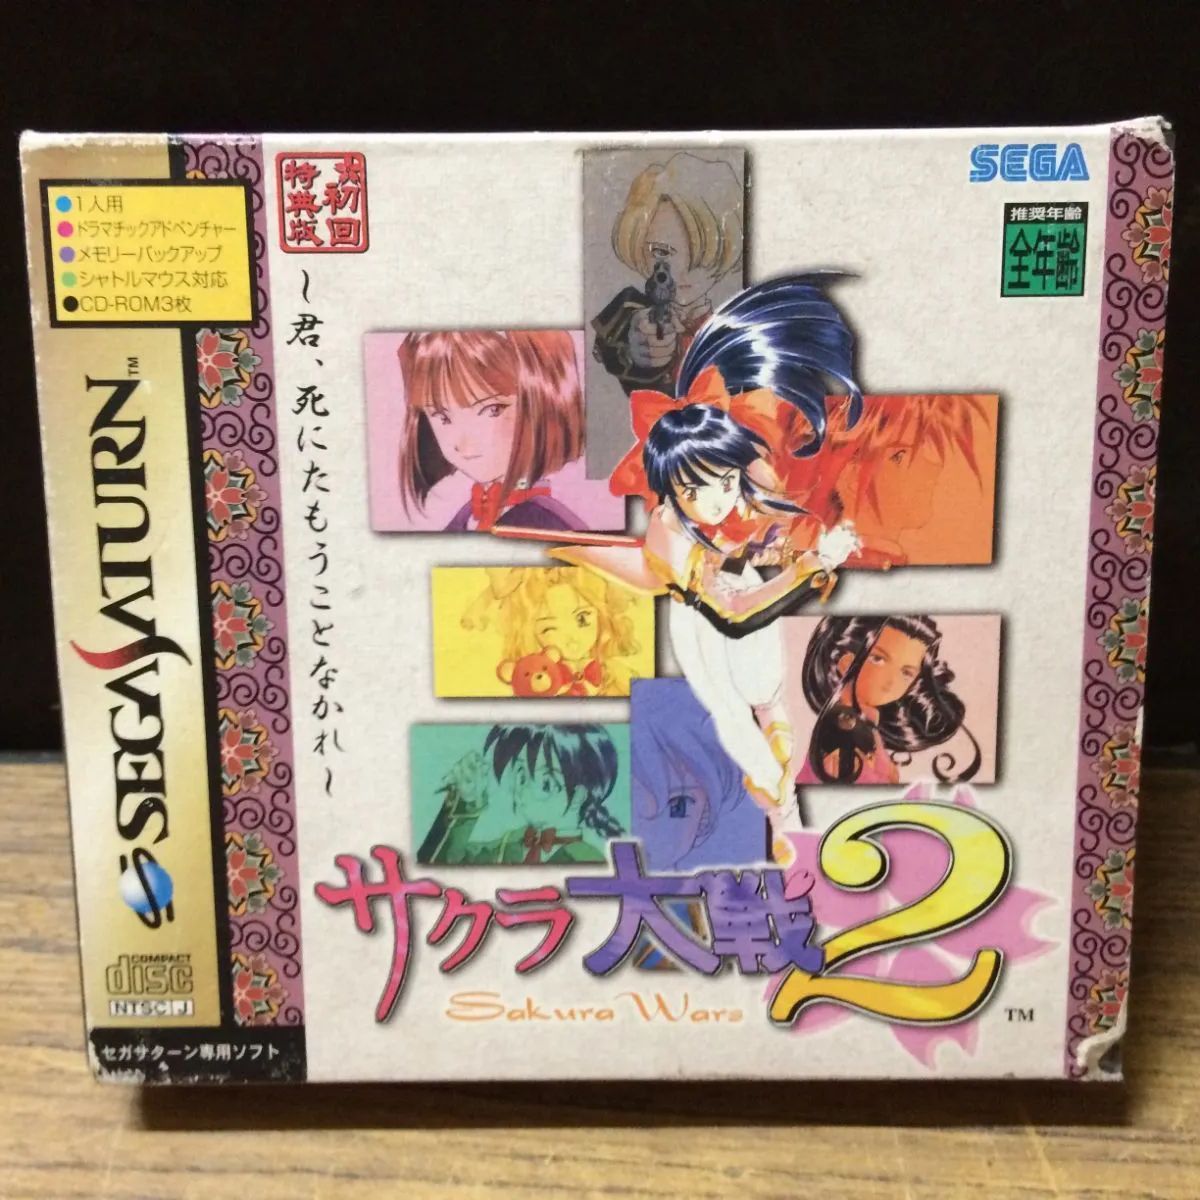 ●1人用
●ドラマチックアドベンチャー
●メモリーバックアップ
●シャトルマウス対応
●CD-ROM3枚
SEGA SATURN™
COMPACT
disc
NTSC J
セガサターン専用ソフト
初回
特典版
～君、死にたもうことなかれ～
SEGA
推奨年齢
全年齢
サクラ大戦2
Sakura Wars
TM